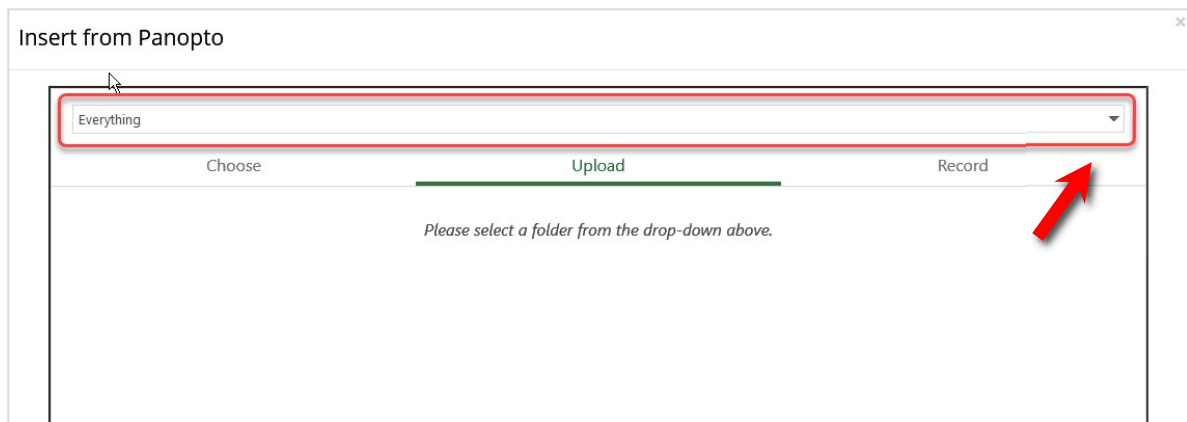 Insert from Panopto
Everything
Choose Upload Record
Please select a folder from the drop-down above.